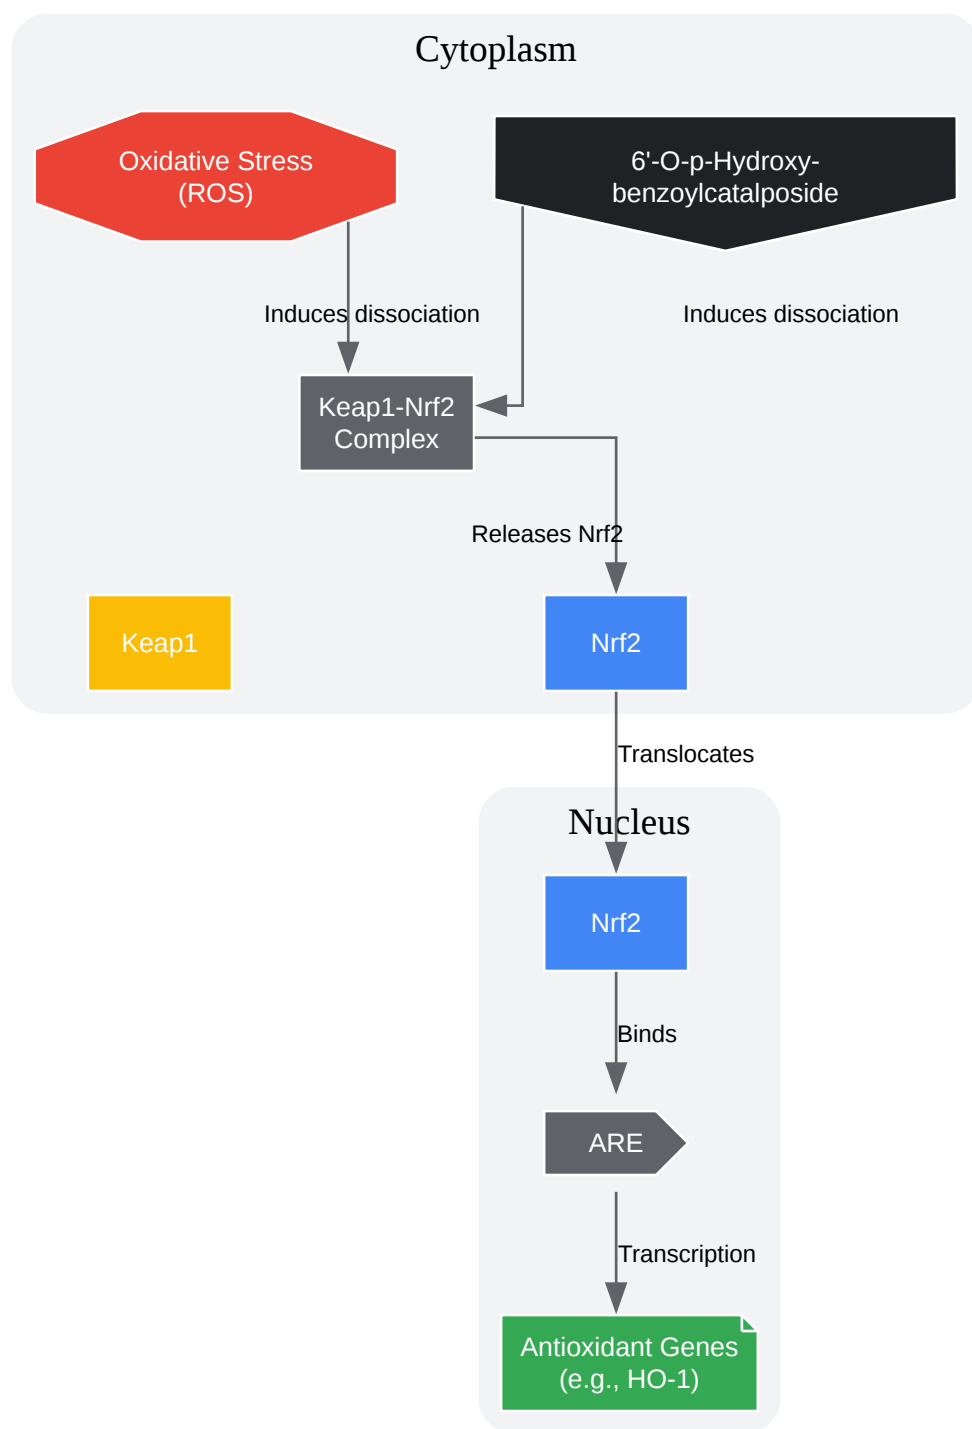 Cytoplasm
Oxidative Stress
(ROS)
6'-O-p-Hydroxy-
benzoylcatalposide
Induces dissociation
Induces dissociation
Keap1-Nrf2
Complex
Releases Nrf2
Keap1
Nrf2
Translocates
Nucleus
Nrf2
Binds
ARE
Transcription
Antioxidant Genes
(e.g., HO-1)